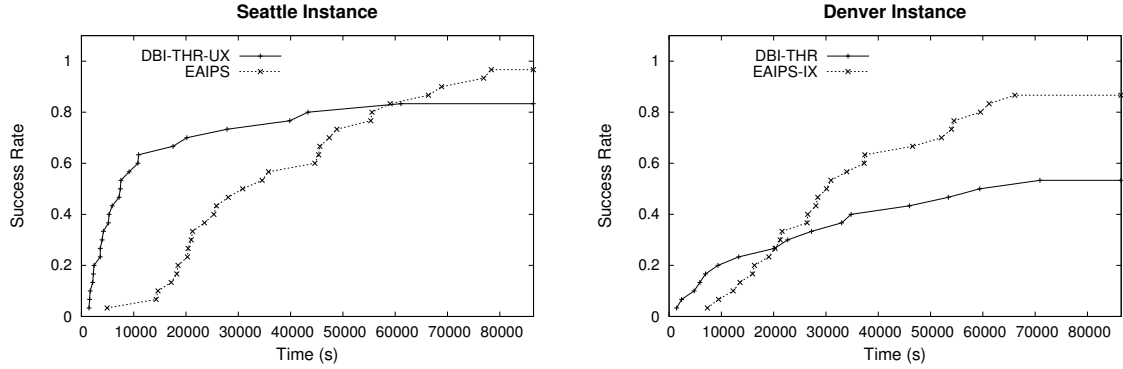 Seattle Instance
DBI-THR-UX
EAIPS
1
0.8
0.6
0.4
0.2
0
Success Rate
0 10000 20000 30000 40000 50000 60000 70000 80000
Time (s)
Denver Instance
DBI-THR
EAIPS-IX
1
0.8
0.6
0.4
0.2
0
Success Rate
0 10000 20000 30000 40000 50000 60000 70000 80000
Time (s)